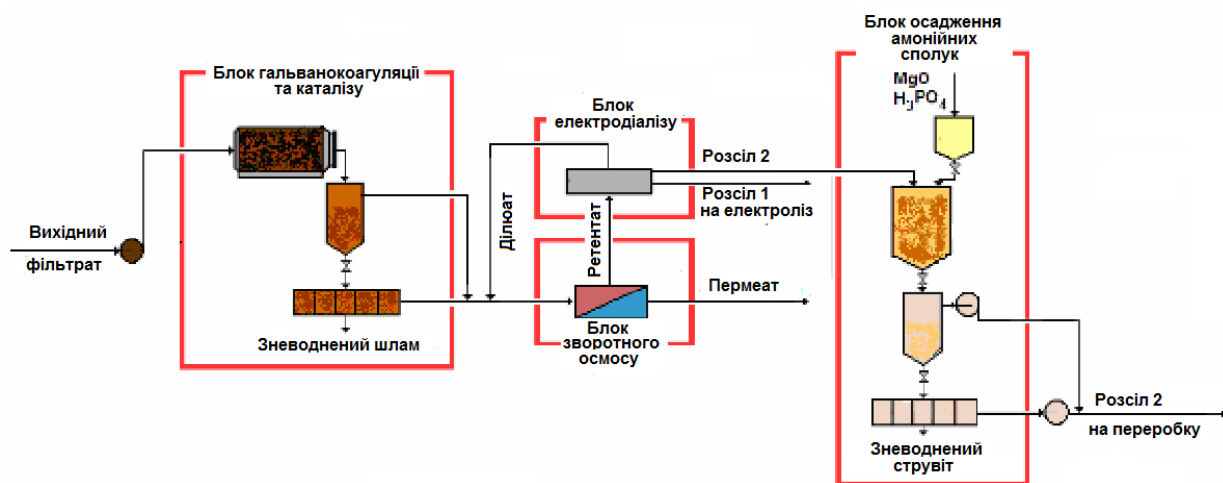 Блок осадження
амонійних
сполук
MgO
H₃PO₄
Блок гальванокоагуляції
та каталізу
Блок
електродіалізу
Розсіл 2
Розсіл 1
на електроліз
Вихідний
фільтрат
Ділюат
Ретентат
Пермеат
Блок
зворотного
осмосу
Зневоднений шлам
Розсіл 2
на переробку
Зневоднений
струвіт